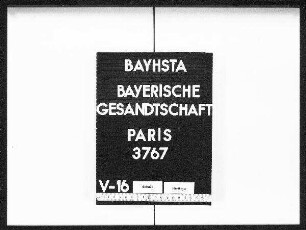 BAYHSTA
BAYERISCHE
GESANDTSCHAFT
PARIS
3767
V-16